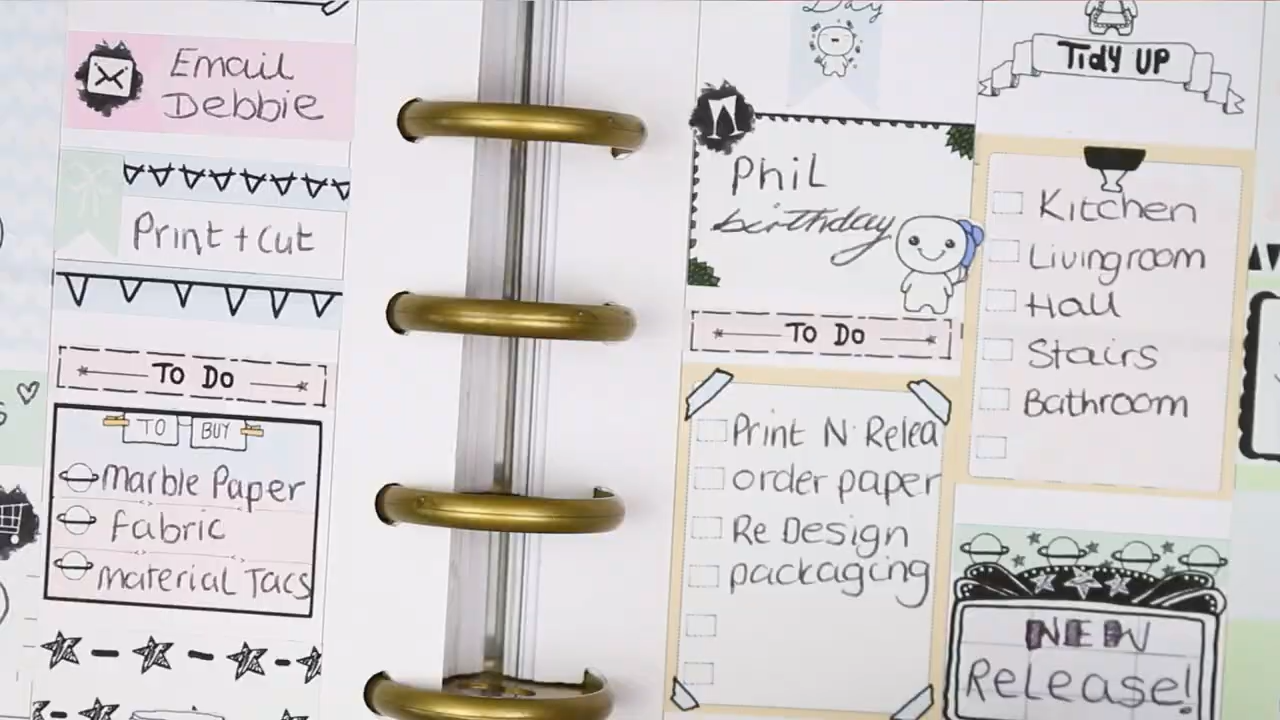 Email
Debbie
Print + Cut
TO DO
TO BUY
Marble Paper
fabric
Material Tacs
Day
Phil
birthday
TO DO
Print N Relea
order paper
Re Design
packaging
Tidy UP
Kitchen
Livingroom
Hall
Stairs
Bathroom
NEW
Release!